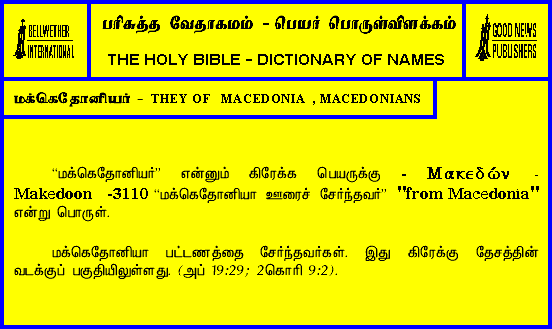 BELLWETHER
INTERNATIONAL
பரிசுத்த வேதாகமம் - பெயர் பொருள்விளக்கம்
THE HOLY BIBLE - DICTIONARY OF NAMES
GOOD NEWS
PUBLISHERS
மக்கெதோனியர் - THEY OF MACEDONIA , MACEDONIANS
“மக்கெதோனியர்” என்னும் கிரேக்க பெயருக்கு - Μακεδών -
Makedoon -3110 “மக்கெதோனியா ஊரைச் சேர்ந்தவர்” "from Macedonia"
என்று பொருள்.
மக்கெதோனியா பட்டணத்தை சேர்ந்தவர்கள். இது கிரேக்கு தேசத்தின்
வடக்குப் பகுதியிலுள்ளது. (அப் 19:29; 2கொரி 9:2).